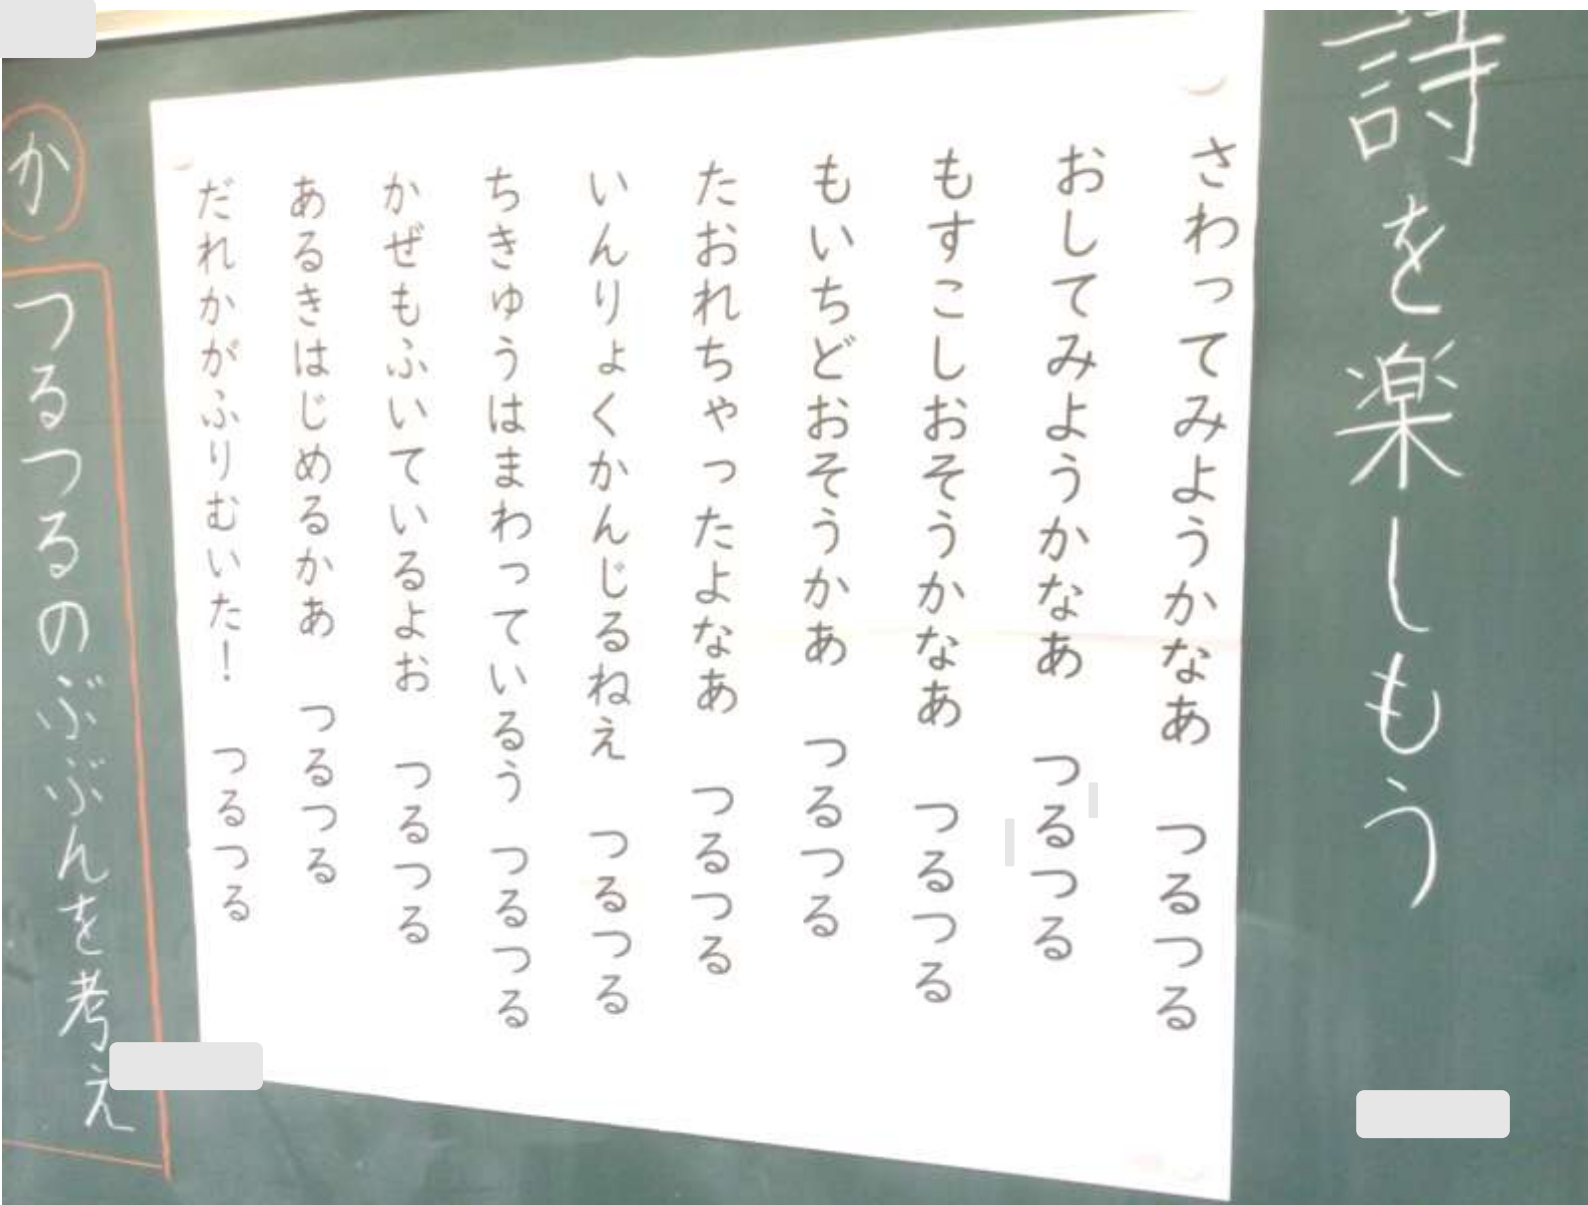 詩を楽しもう
さわってみようかなあ　つるつる
おしてみようかなあ　つるつる
もすこしおそうかなあ　つるつる
もいちどおそうかあ　つるつる
たおれちゃったよなあ　つるつる
いんりょくかんじるねえ　つるつる
ちきゅうはまわっているう　つるつる
かぜもふいているよお　つるつる
あるきはじめるかあ　つるつる
だれかがふりむいた！　つるつる
か
つるつるのぶぶんを考え